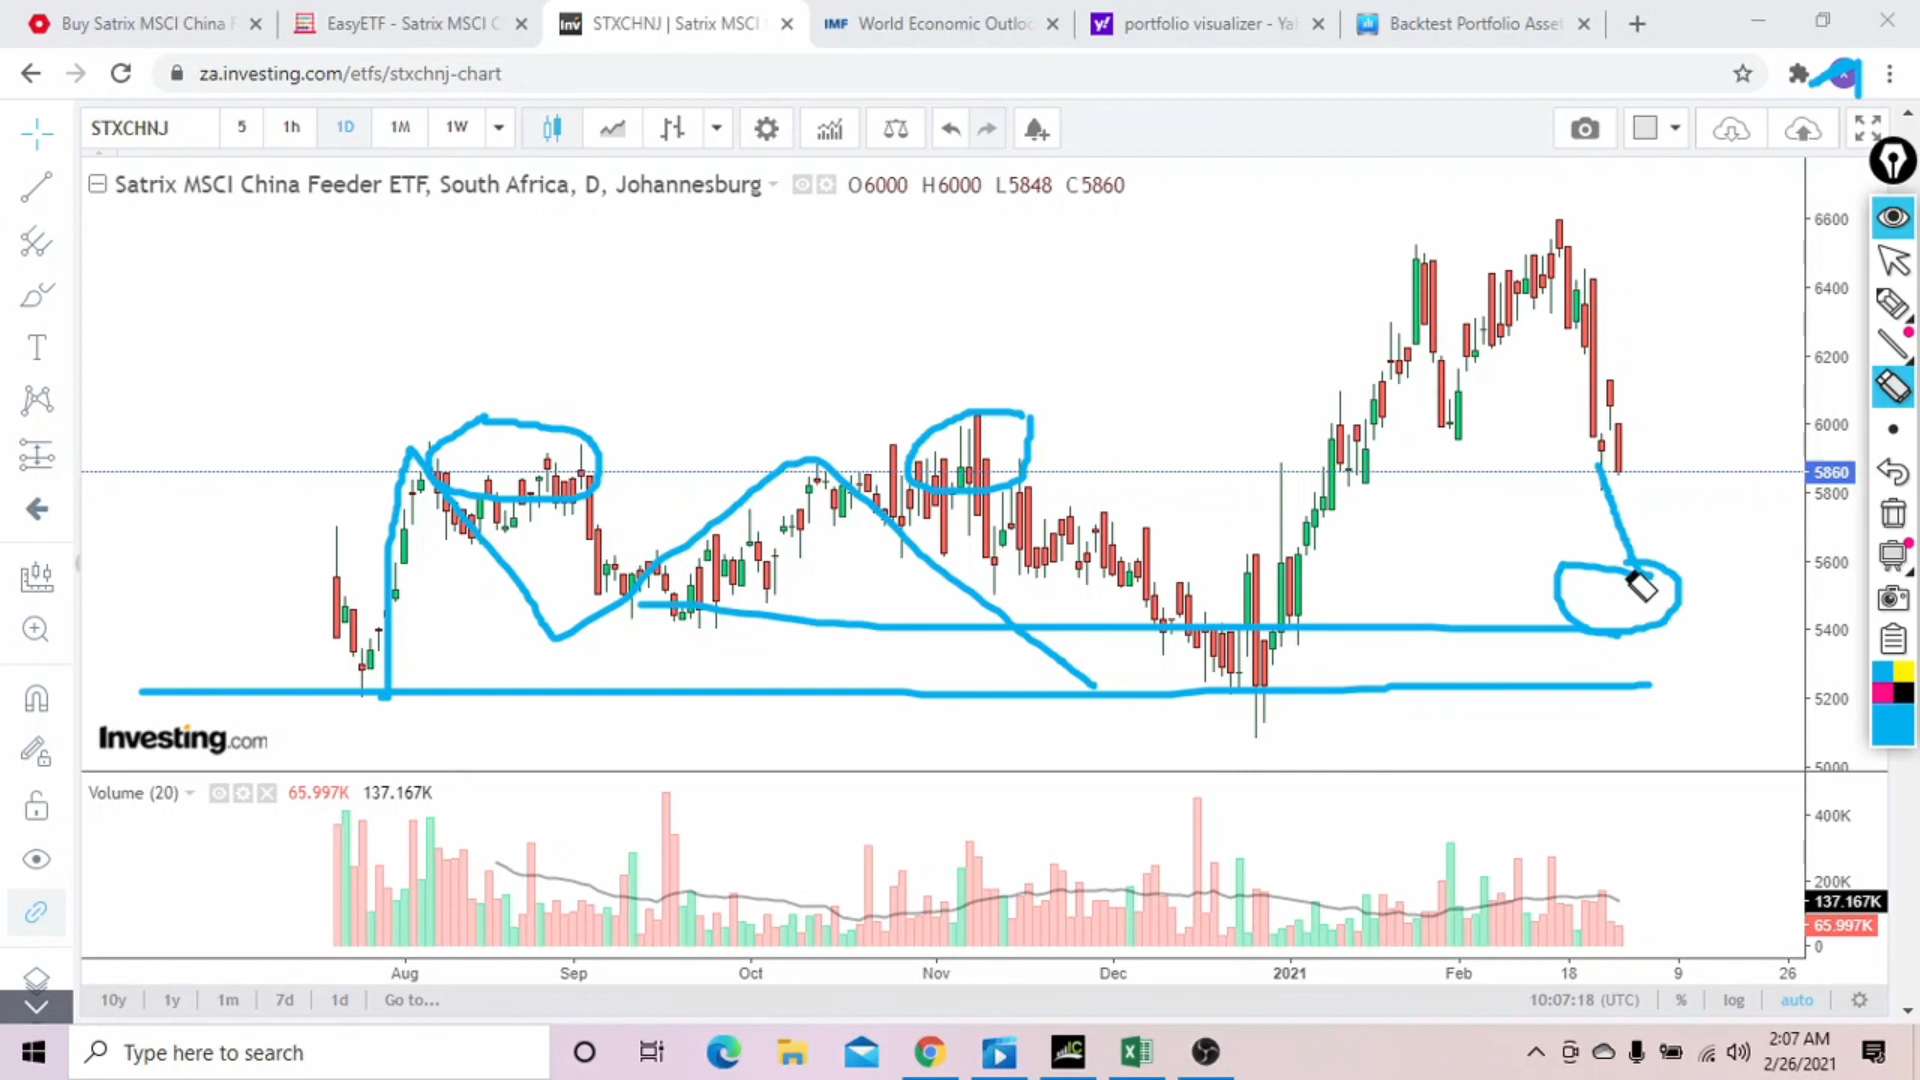 Buy Satrix MSCI China F
EasyETF - Satrix MSCI C
STXCHNJ | Satrix MSCI
World Economic Outloo
portfolio visualizer - Yah
Backtest Portfolio Asset
za.investing.com/etfs/stxchnj-chart
STXCHNJ 5 1h 1D 1M 1W
Satrix MSCI China Feeder ETF, South Africa, D, Johannesburg O6000 H6000 L5848 C5860
6600
6400
6200
6000
5860
5800
5600
5400
5200
5000
Investing.com
Volume (20) 65.997K 137.167K
400K
200K
137.167K
65.997K
0
Aug Sep Oct Nov Dec 2021 Feb 18 9 26
10y 1y 1m 7d 1d Go to... 10:07:18 (UTC) % log auto
Type here to search
2:07 AM
2/26/2021